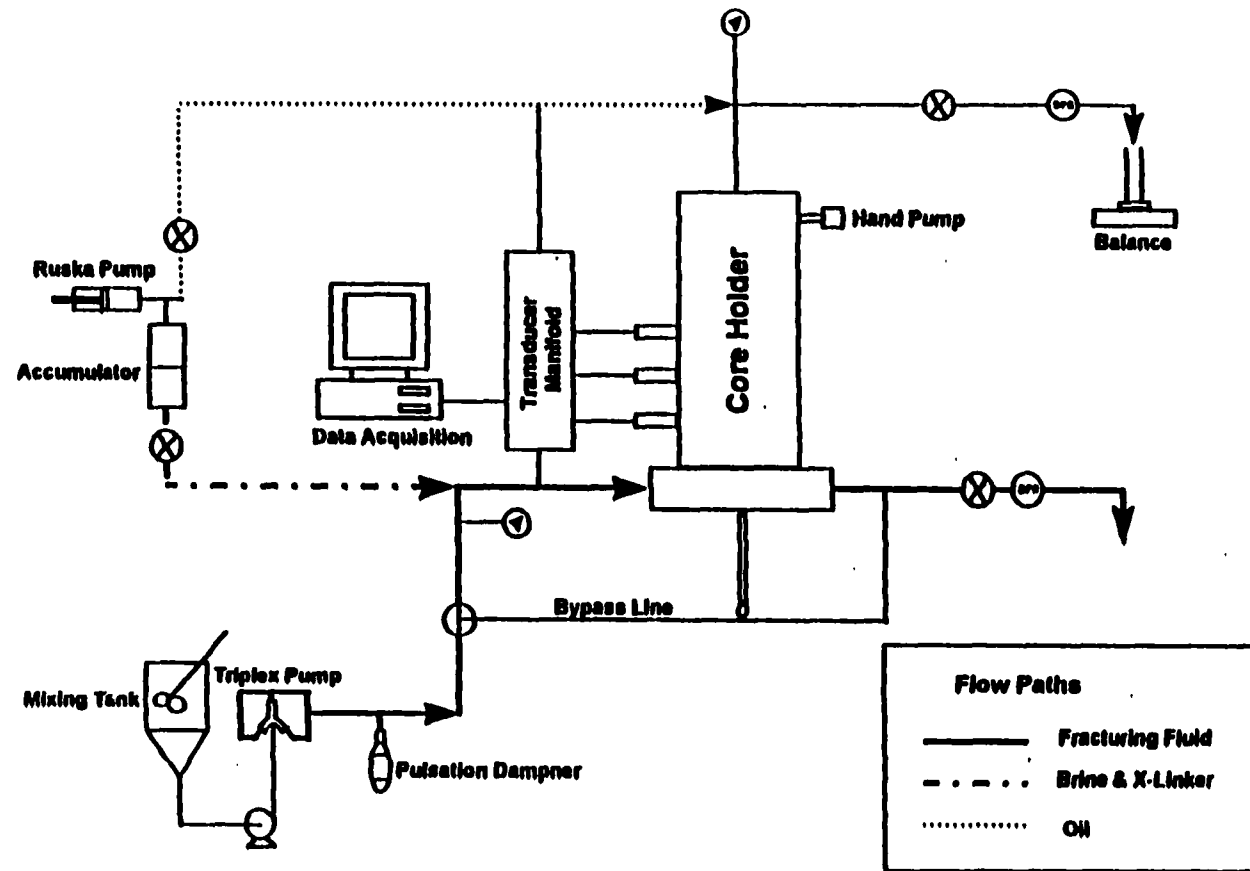 Hand Pump
Balance
Ruska Pump
Accumulator
Data Acquisition
Transducer
Manifold
Core Holder
Bypass Line
Mixing Tank
Triplex Pump
Pulsation Dampner
Flow Paths
Fracturing Fluid
Brine & X-Linker
Oil